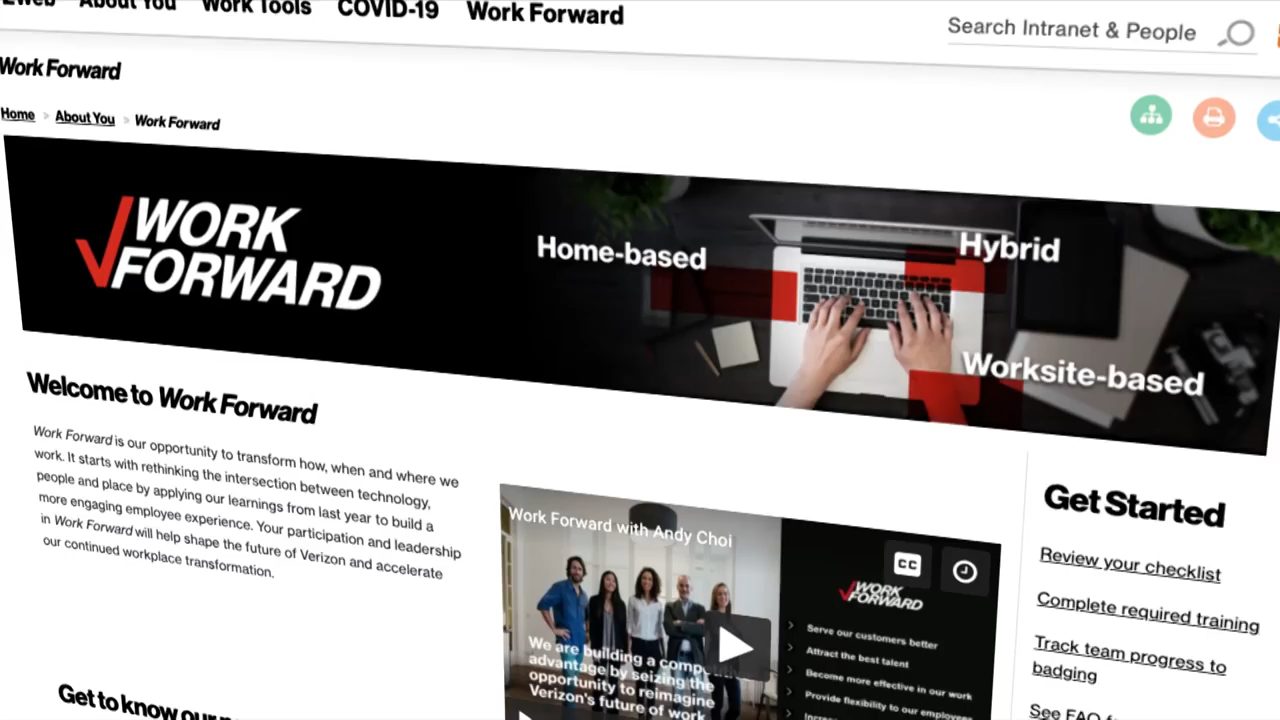 About You Work Tools COVID-19 Work Forward
Search Intranet & People
Work Forward
Home > About You > Work Forward
WORK
FORWARD
Home-based
Hybrid
Worksite-based
Welcome to Work Forward
Work Forward is our opportunity to transform how, when and where we
work. It starts with rethinking the intersection between technology,
people and place by applying our learnings from last year to build a
more engaging employee experience. Your participation and leadership
in Work Forward will help shape the future of Verizon and accelerate
our continued workplace transformation.
Work Forward with Andy Choi
CC
WORK
FORWARD
We are building a
advantage by seizing the
opportunity to reimagine
Verizon's future of work
> Serve our customers better
> Attract the best talent
> Become more effective in our work
> Provide flexibility to our employees
Get Started
Review your checklist
Complete required training
Track team progress to
badging
See FAQ
Get to know our